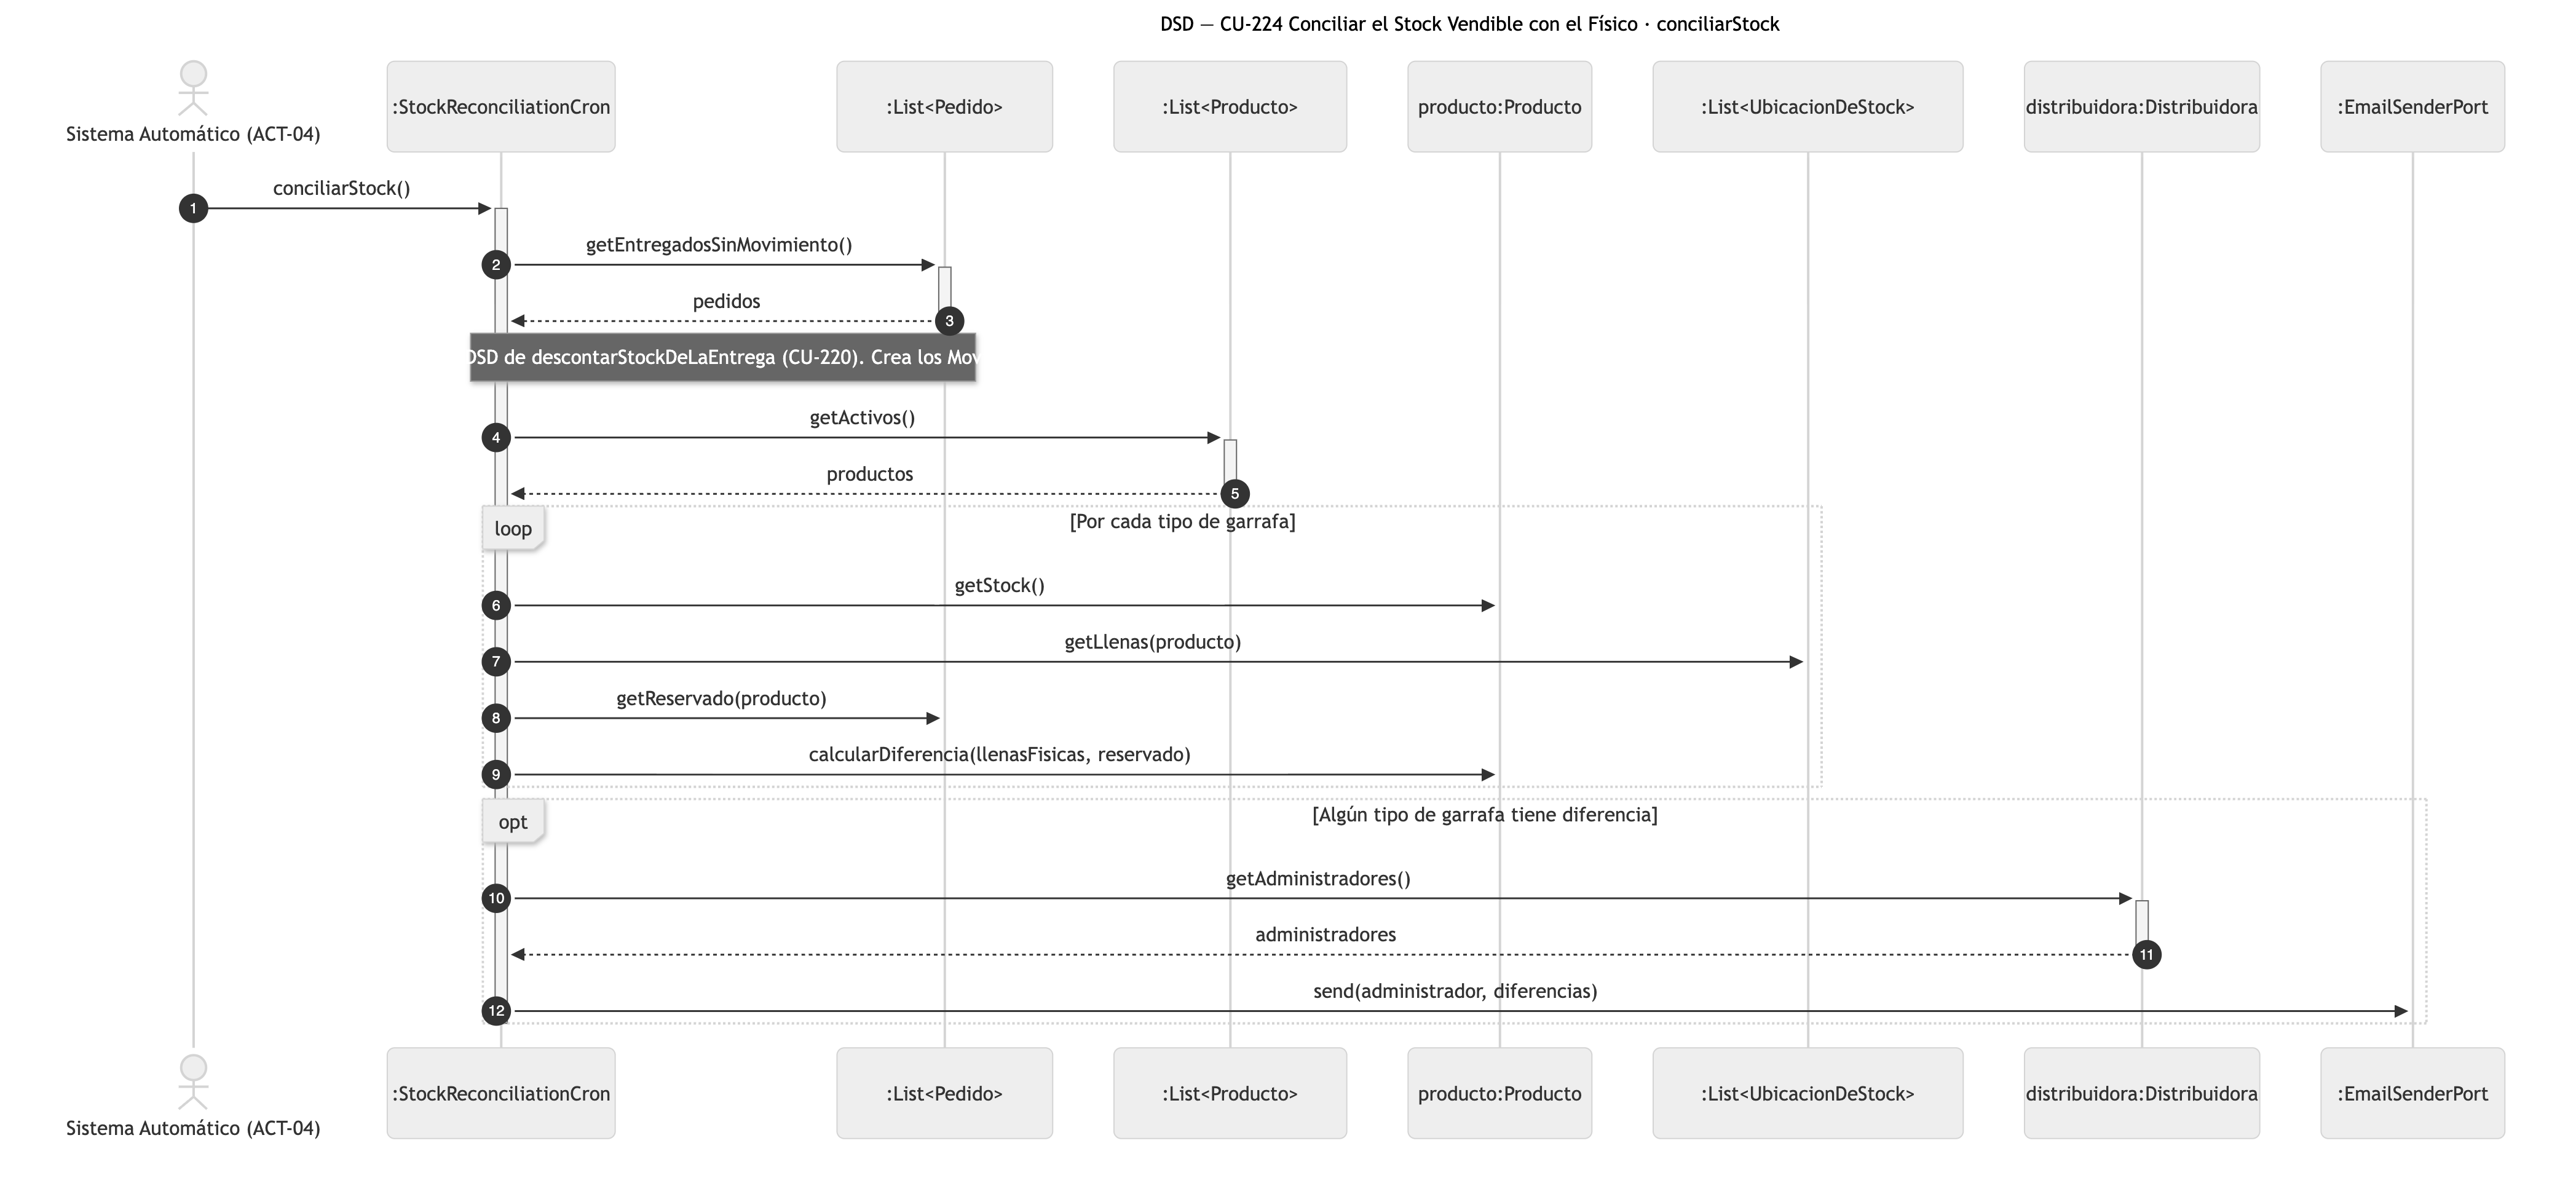 DSD — CU-224 Conciliar el Stock Vendible con el Físico · conciliarStock
Sistema Automático (ACT-04)
:StockReconciliationCron
:List<Pedido>
:List<Producto>
producto:Producto
:List<UbicacionDeStock>
distribuidora:Distribuidora
:EmailSenderPort
conciliarStock()
1
getEntregadosSinMovimiento()
2
pedidos
3
DSD de descontarStockDeLaEntrega (CU-220). Crea los Mov
getActivos()
4
productos
5
loop
[Por cada tipo de garrafa]
getStock()
6
getLlenas(producto)
7
getReservado(producto)
8
calcularDiferencia(llenasFisicas, reservado)
9
opt
[Algún tipo de garrafa tiene diferencia]
getAdministradores()
10
administradores
11
send(administrador, diferencias)
12
Sistema Automático (ACT-04)
:StockReconciliationCron
:List<Pedido>
:List<Producto>
producto:Producto
:List<UbicacionDeStock>
distribuidora:Distribuidora
:EmailSenderPort